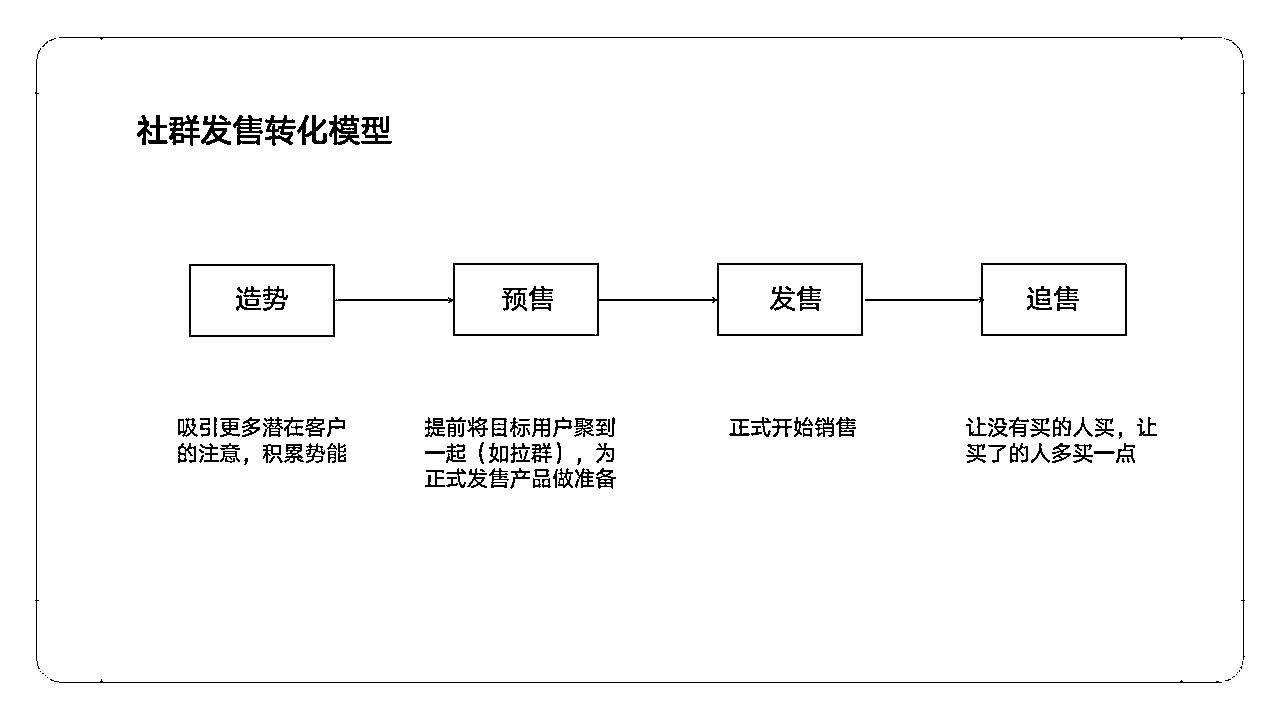 社群发售转化模型
造势
预售
发售
追售
吸引更多潜在客户
的注意，积累势能
提前将目标用户聚到
一起（如拉群），为
正式发售产品做准备
正式开始销售
让没有买的人买，让
买了的人多买一点